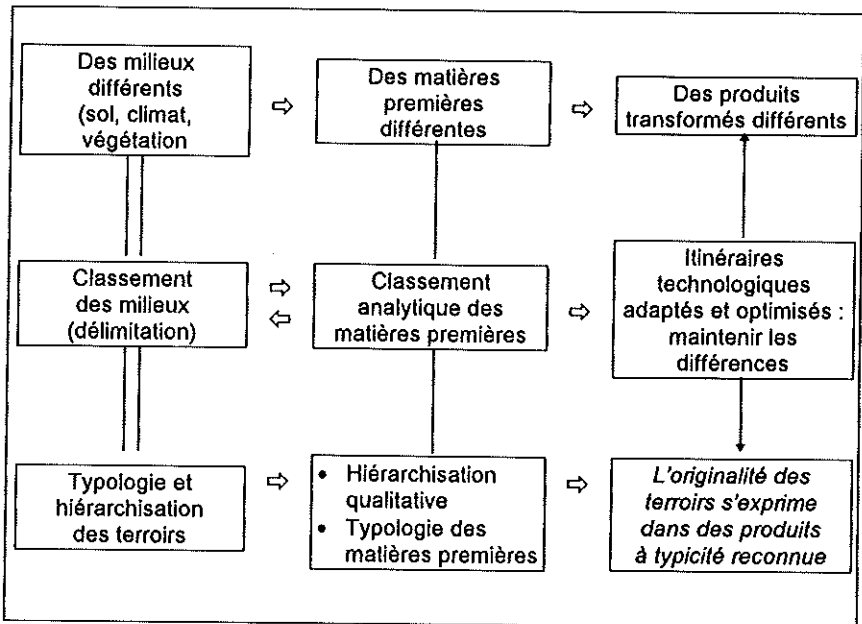 Des milieux
différents
(sol, climat,
végétation
Des matières
premières
différentes
Des produits
transformés différents
Classement
des milieux
(délimitation)
Classement
analytique des
matières premières
Itinéraires
technologiques
adaptés et optimisés :
maintenir les
différences
Typologie et
hiérarchisation
des terroirs
• Hiérarchisation
qualitative
• Typologie des
matières premières
L'originalité des
terroirs s'exprime
dans des produits
à typicité reconnue